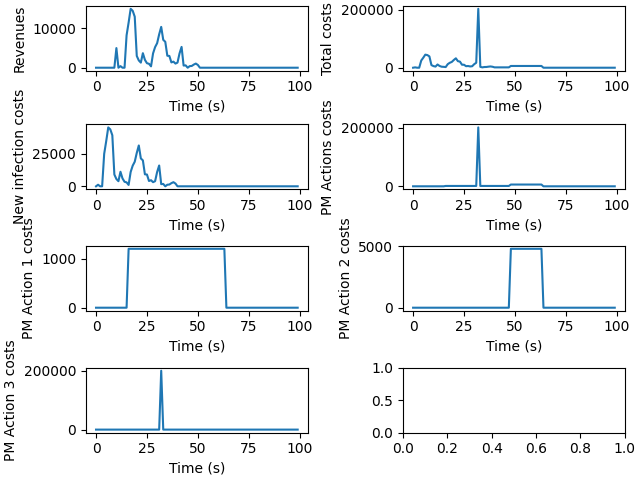 Revenues
10000
0
0 25 50 75 100
Time (s)
Total costs
200000
0
0 25 50 75 100
Time (s)
New infection costs
25000
0
0 25 50 75 100
Time (s)
PM Actions costs
200000
0
0 25 50 75 100
Time (s)
PM Action 1 costs
1000
0
0 25 50 75 100
Time (s)
PM Action 2 costs
5000
0
0 25 50 75 100
Time (s)
PM Action 3 costs
200000
0
0 25 50 75 100
Time (s)
1.0
0.5
0.0
0.0 0.2 0.4 0.6 0.8 1.0